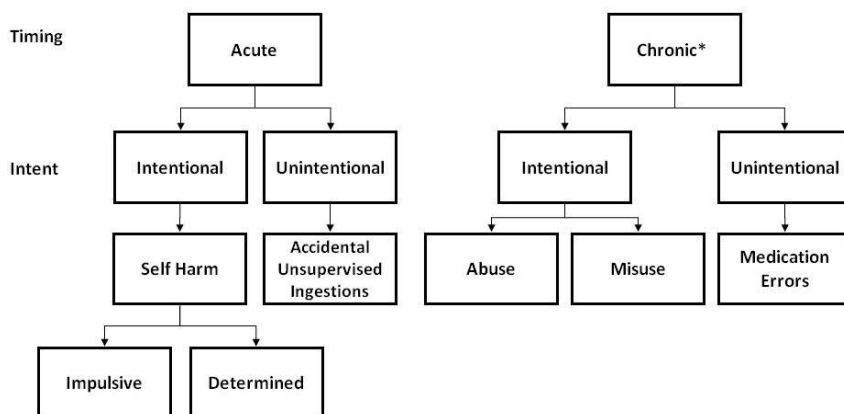 Timing
Acute
Chronic*
Intent
Intentional
Unintentional
Intentional
Unintentional
Self Harm
Accidental
Unsupervised
Ingestions
Abuse
Misuse
Medication
Errors
Impulsive
Determined